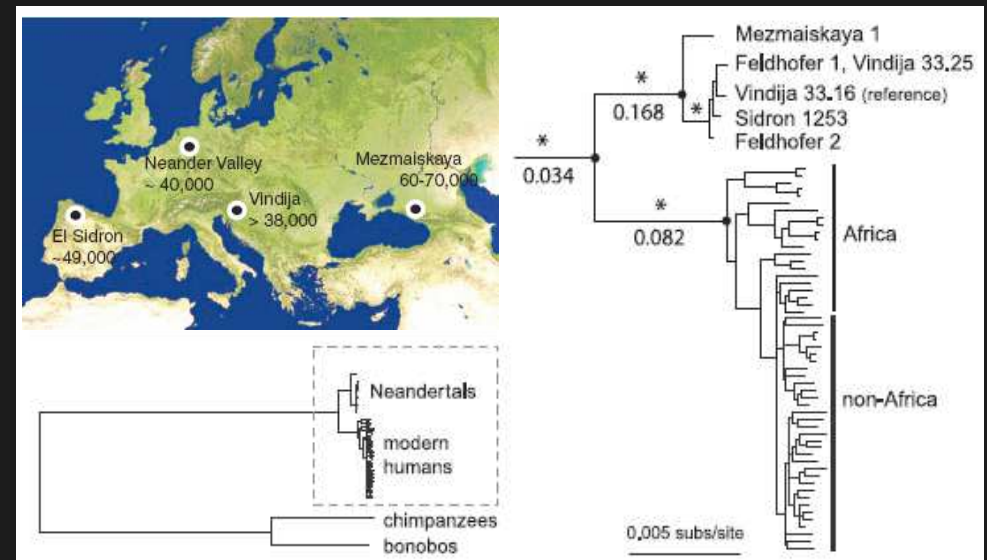 Neander Valley
~ 40,000
Mezmaiskaya
60-70,000
Vindija
> 38,000
El Sidron
~49,000
Neandertals
modern
humans
chimpanzees
bonobos
Mezmaiskaya 1
Feldhofer 1, Vindija 33.25
Vindija 33.16 (reference)
Sidron 1253
Feldhofer 2
*
0.168
*
*
0.034
*
0.082
Africa
non-Africa
0,005 subs/site